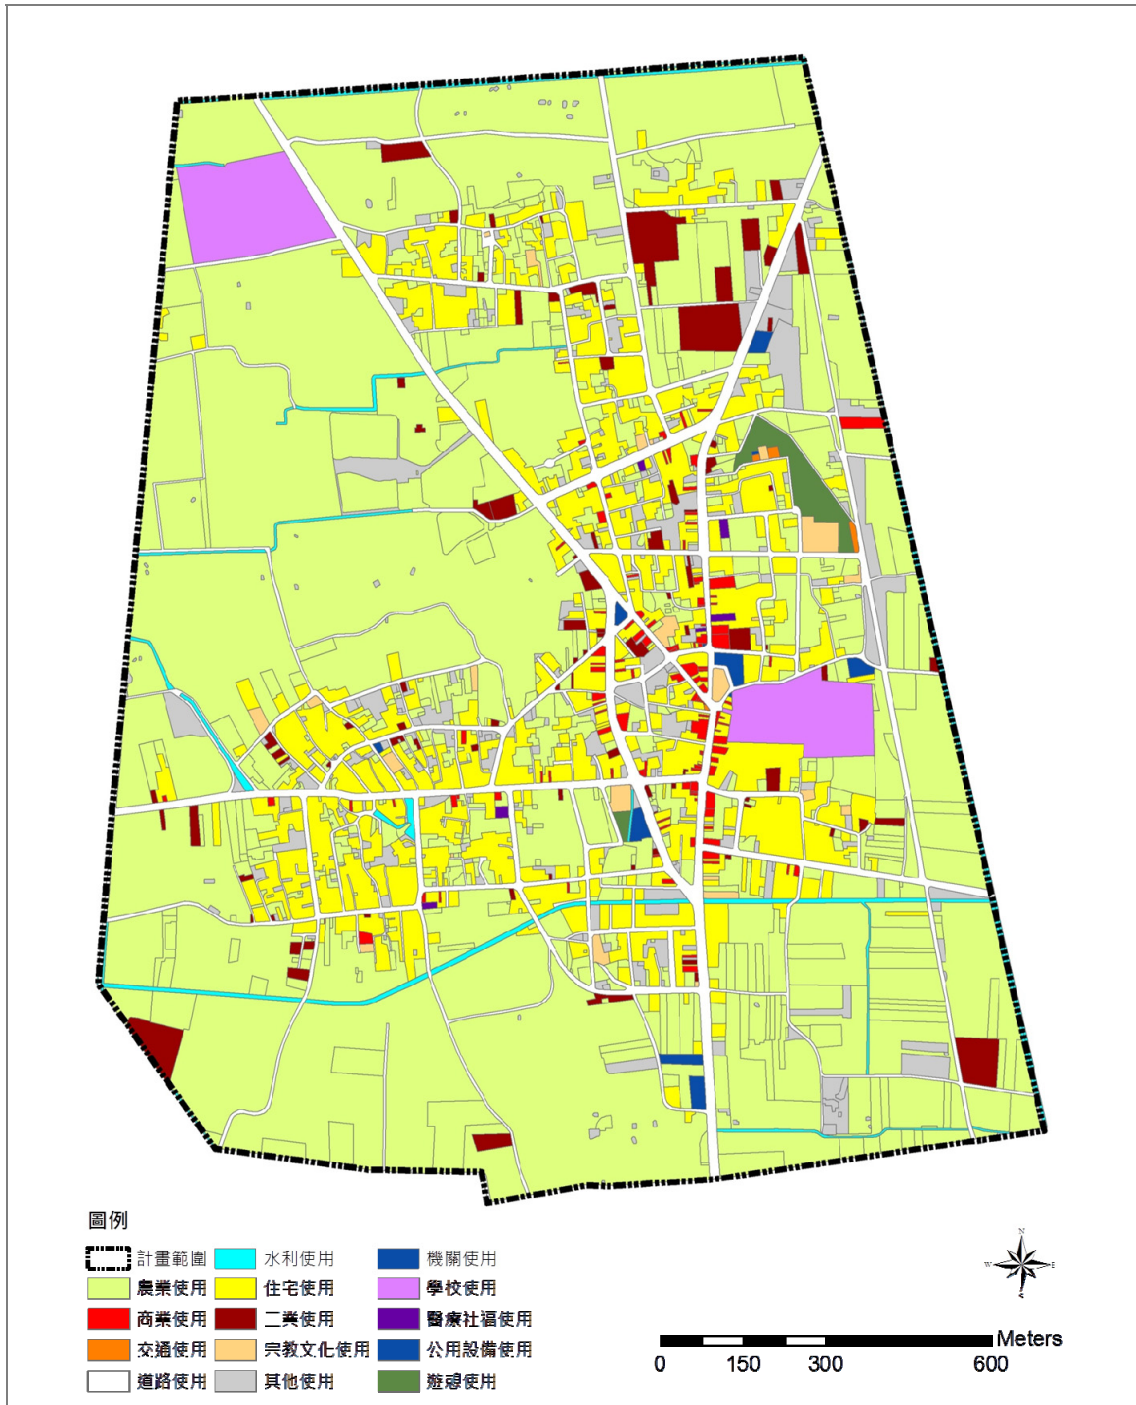 圖例
計畫範圍 水利使用 機關使用
農業使用 住宅使用 學校使用
商業使用 二業使用 醫療社福使用
交通使用 宗教文化使用 公用設備使用
道路使用 其他使用 遊憩使用
N
W E
S
Meters
0 150 300 600